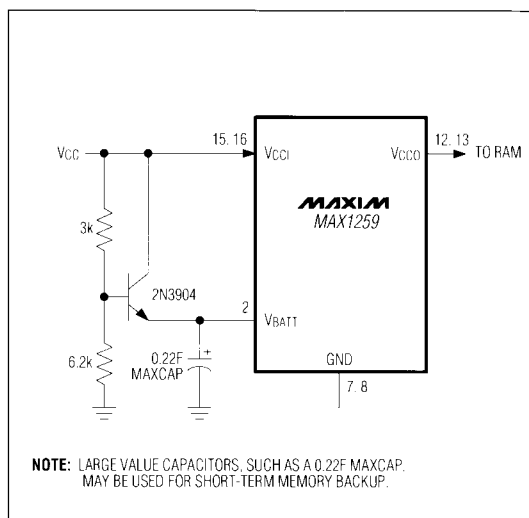 15, 16
12, 13
VCC
VCCI
VCCO
TO RAM
MAXIM
MAX1259
3k
2N3904
2
VBATT
6.2k
0.22F
+
MAXCAP
GND
7, 8
NOTE: LARGE VALUE CAPACITORS, SUCH AS A 0.22F MAXCAP.
MAY BE USED FOR SHORT-TERM MEMORY BACKUP.